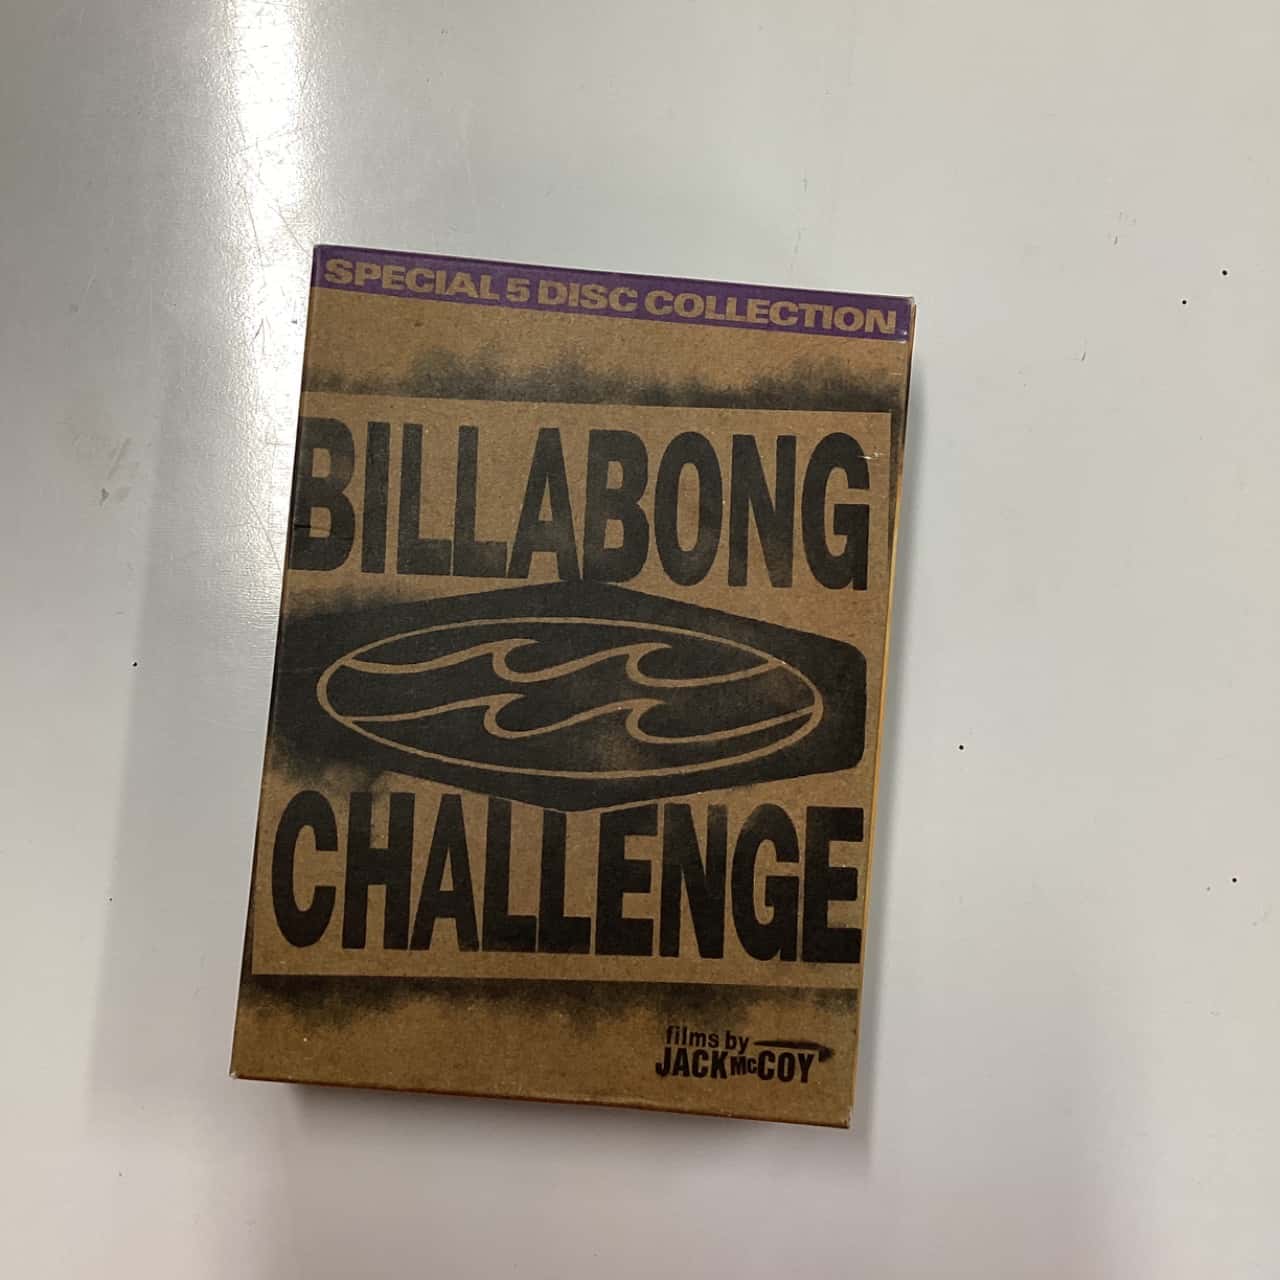 SPECIAL 5 DISC COLLECTION
BILLABONG
CHALLENGE
films by
JACK McCOY